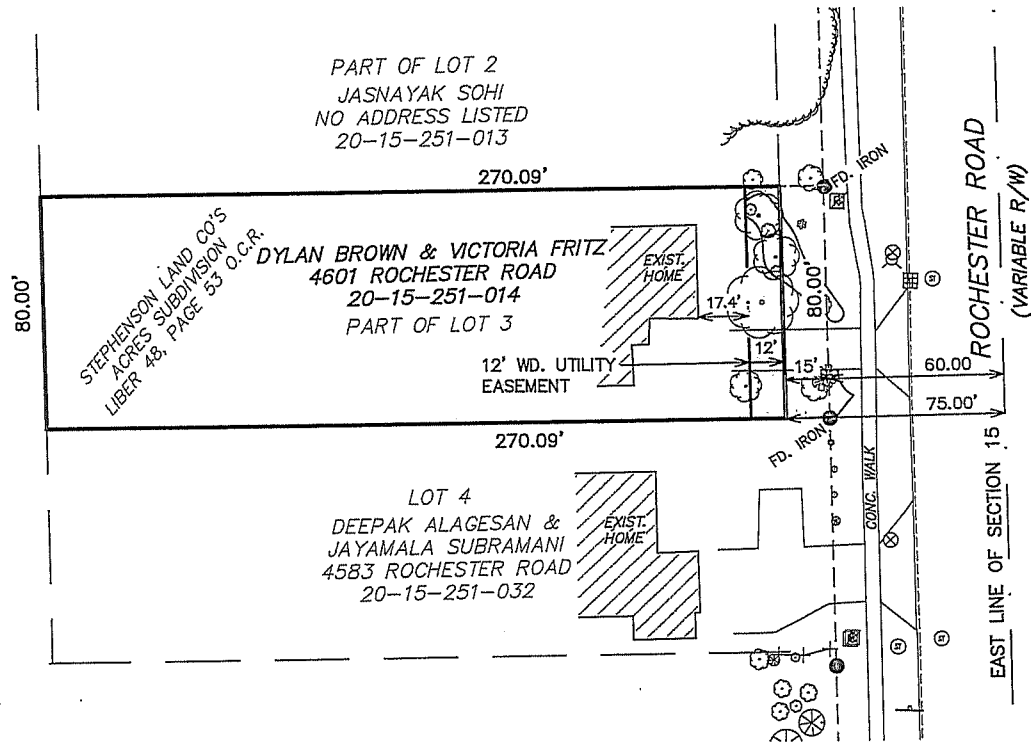 PART OF LOT 2
JASNAYAK SOHI
NO ADDRESS LISTED
20-15-251-013
270.09'
FD. IRON
ROCHESTER ROAD
(VARIABLE R/W)
80.00'
STEPHENSON LAND CO'S
ACRES SUBDIVISION
LIBER 48, PAGE 53 O.C.R.
DYLAN BROWN & VICTORIA FRITZ
4601 ROCHESTER ROAD
20-15-251-014
PART OF LOT 3
EXIST.
HOME
17.4'
80.00'
12' WD. UTILITY
EASEMENT
12'
15'
60.00
75.00'
270.09'
FD. IRON
CONC. WALK
EAST LINE OF SECTION 15
LOT 4
DEEPAK ALAGESAN &
JAYAMALA SUBRAMANI
4583 ROCHESTER ROAD
20-15-251-032
EXIST.
HOME